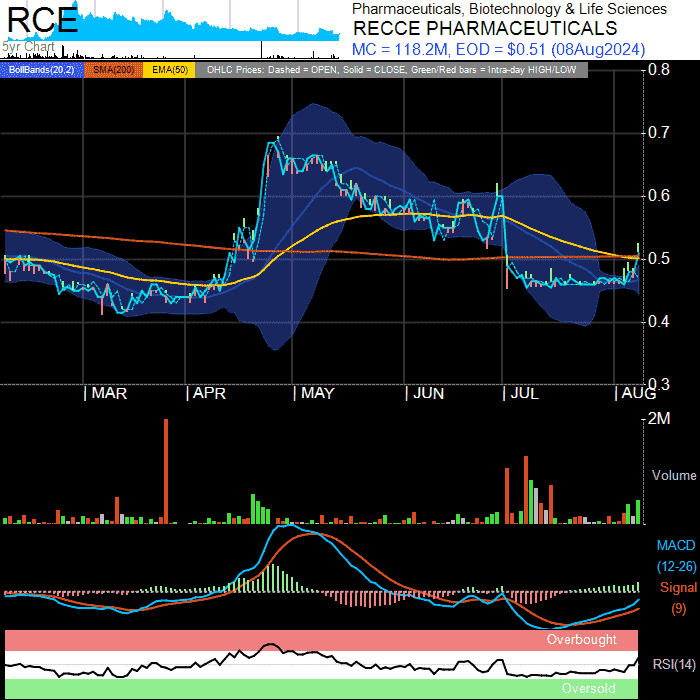 RCE
5yr Chart
Pharmaceuticals, Biotechnology & Life Sciences
RECCE PHARMACEUTICALS
MC = 118.2M, EOD = $0.51 (08Aug2024)
BollBands(20,2) SMA(200) EMA(50) OHLC Prices: Dashed = OPEN, Solid = CLOSE, Green/Red bars = Intra-day HIGH/LOW
0.8
0.7
0.6
0.5
0.4
0.3
| MAR | APR | MAY | JUN | JUL | AUG
2M
Volume
MACD
(12-26)
Signal
(9)
Overbought
RSI(14)
Oversold